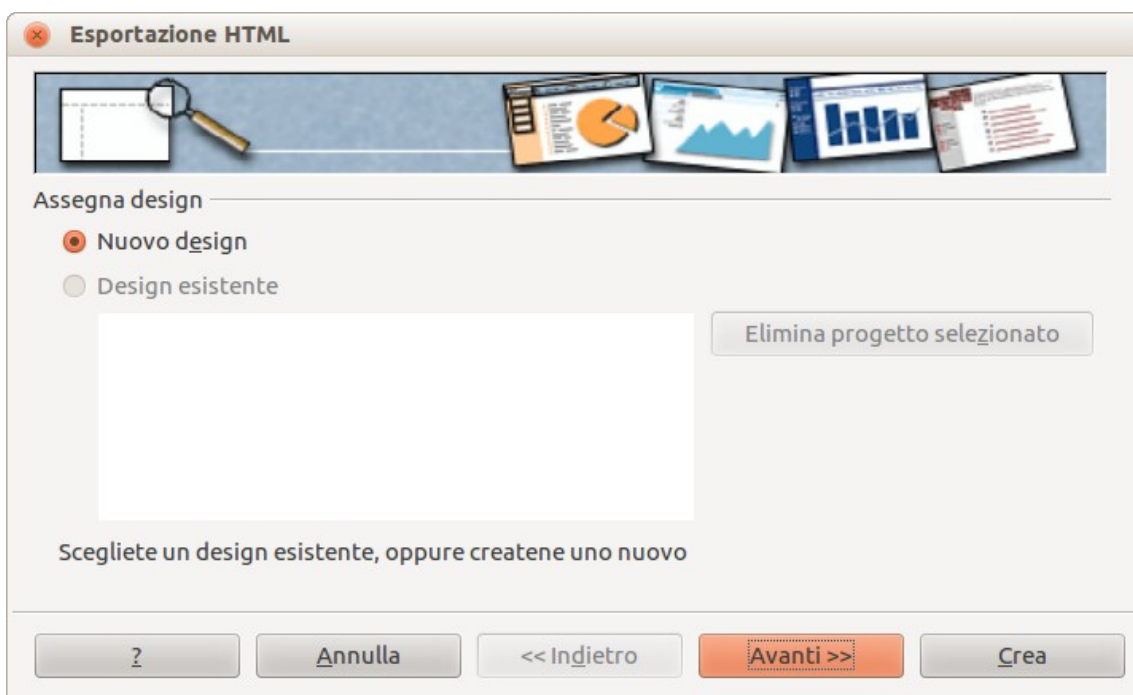 Esportazione HTML
Assegna design
Nuovo design
Design esistente
Elimina progetto selezionato
Scegliete un design esistente, oppure createne uno nuovo
?
Annulla
<< Indietro
Avanti >>
Crea